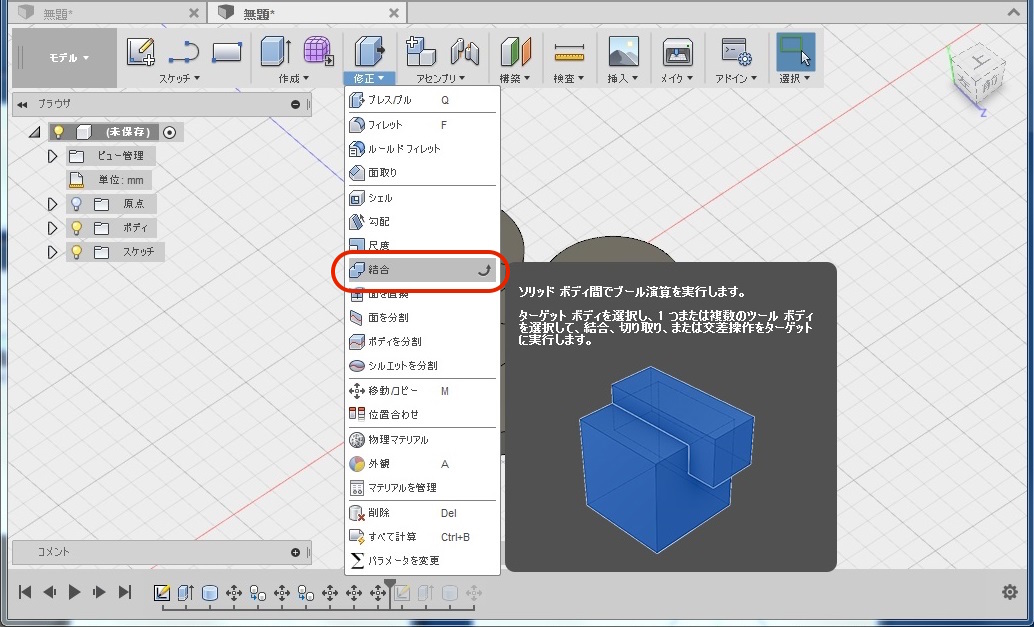 無題*
無題*
モデル
スケッチ
作成
修正
アセンブリ
構築
検査
挿入
メイク
アドイン
選択
ブラウザ
(未保存)
ビュー管理
単位: mm
原点
ボディ
スケッチ
プレス/プル Q
フィレット F
ルールド フィレット
面取り
シェル
勾配
尺度
結合
面を置換
面を分割
ボディを分割
シルエットを分割
移動/コピー M
位置合わせ
物理マテリアル
外観 A
マテリアルを管理
削除 Del
すべて計算 Ctrl+B
パラメータを変更
ソリッド ボディ間でブール演算を実行します。
ターゲット ボディを選択し、1 つまたは複数のツール ボディ
を選択して、結合、切り取り、または交差操作をターゲット
に実行します。
Z
コメント